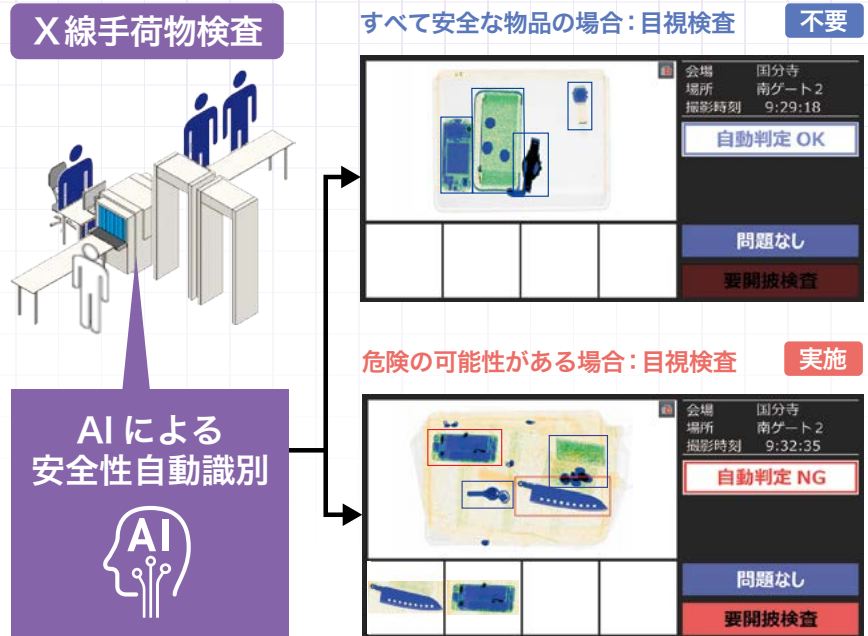 X線手荷物検査
AIによる
安全性自動識別
AI
すべて安全な物品の場合：目視検査 不要
会場 国分寺
場所 南ゲート2
撮影時刻 9:29:18
自動判定 OK
問題なし
要開披検査
危険の可能性がある場合：目視検査 実施
会場 国分寺
場所 南ゲート2
撮影時刻 9:32:35
自動判定 NG
問題なし
要開披検査